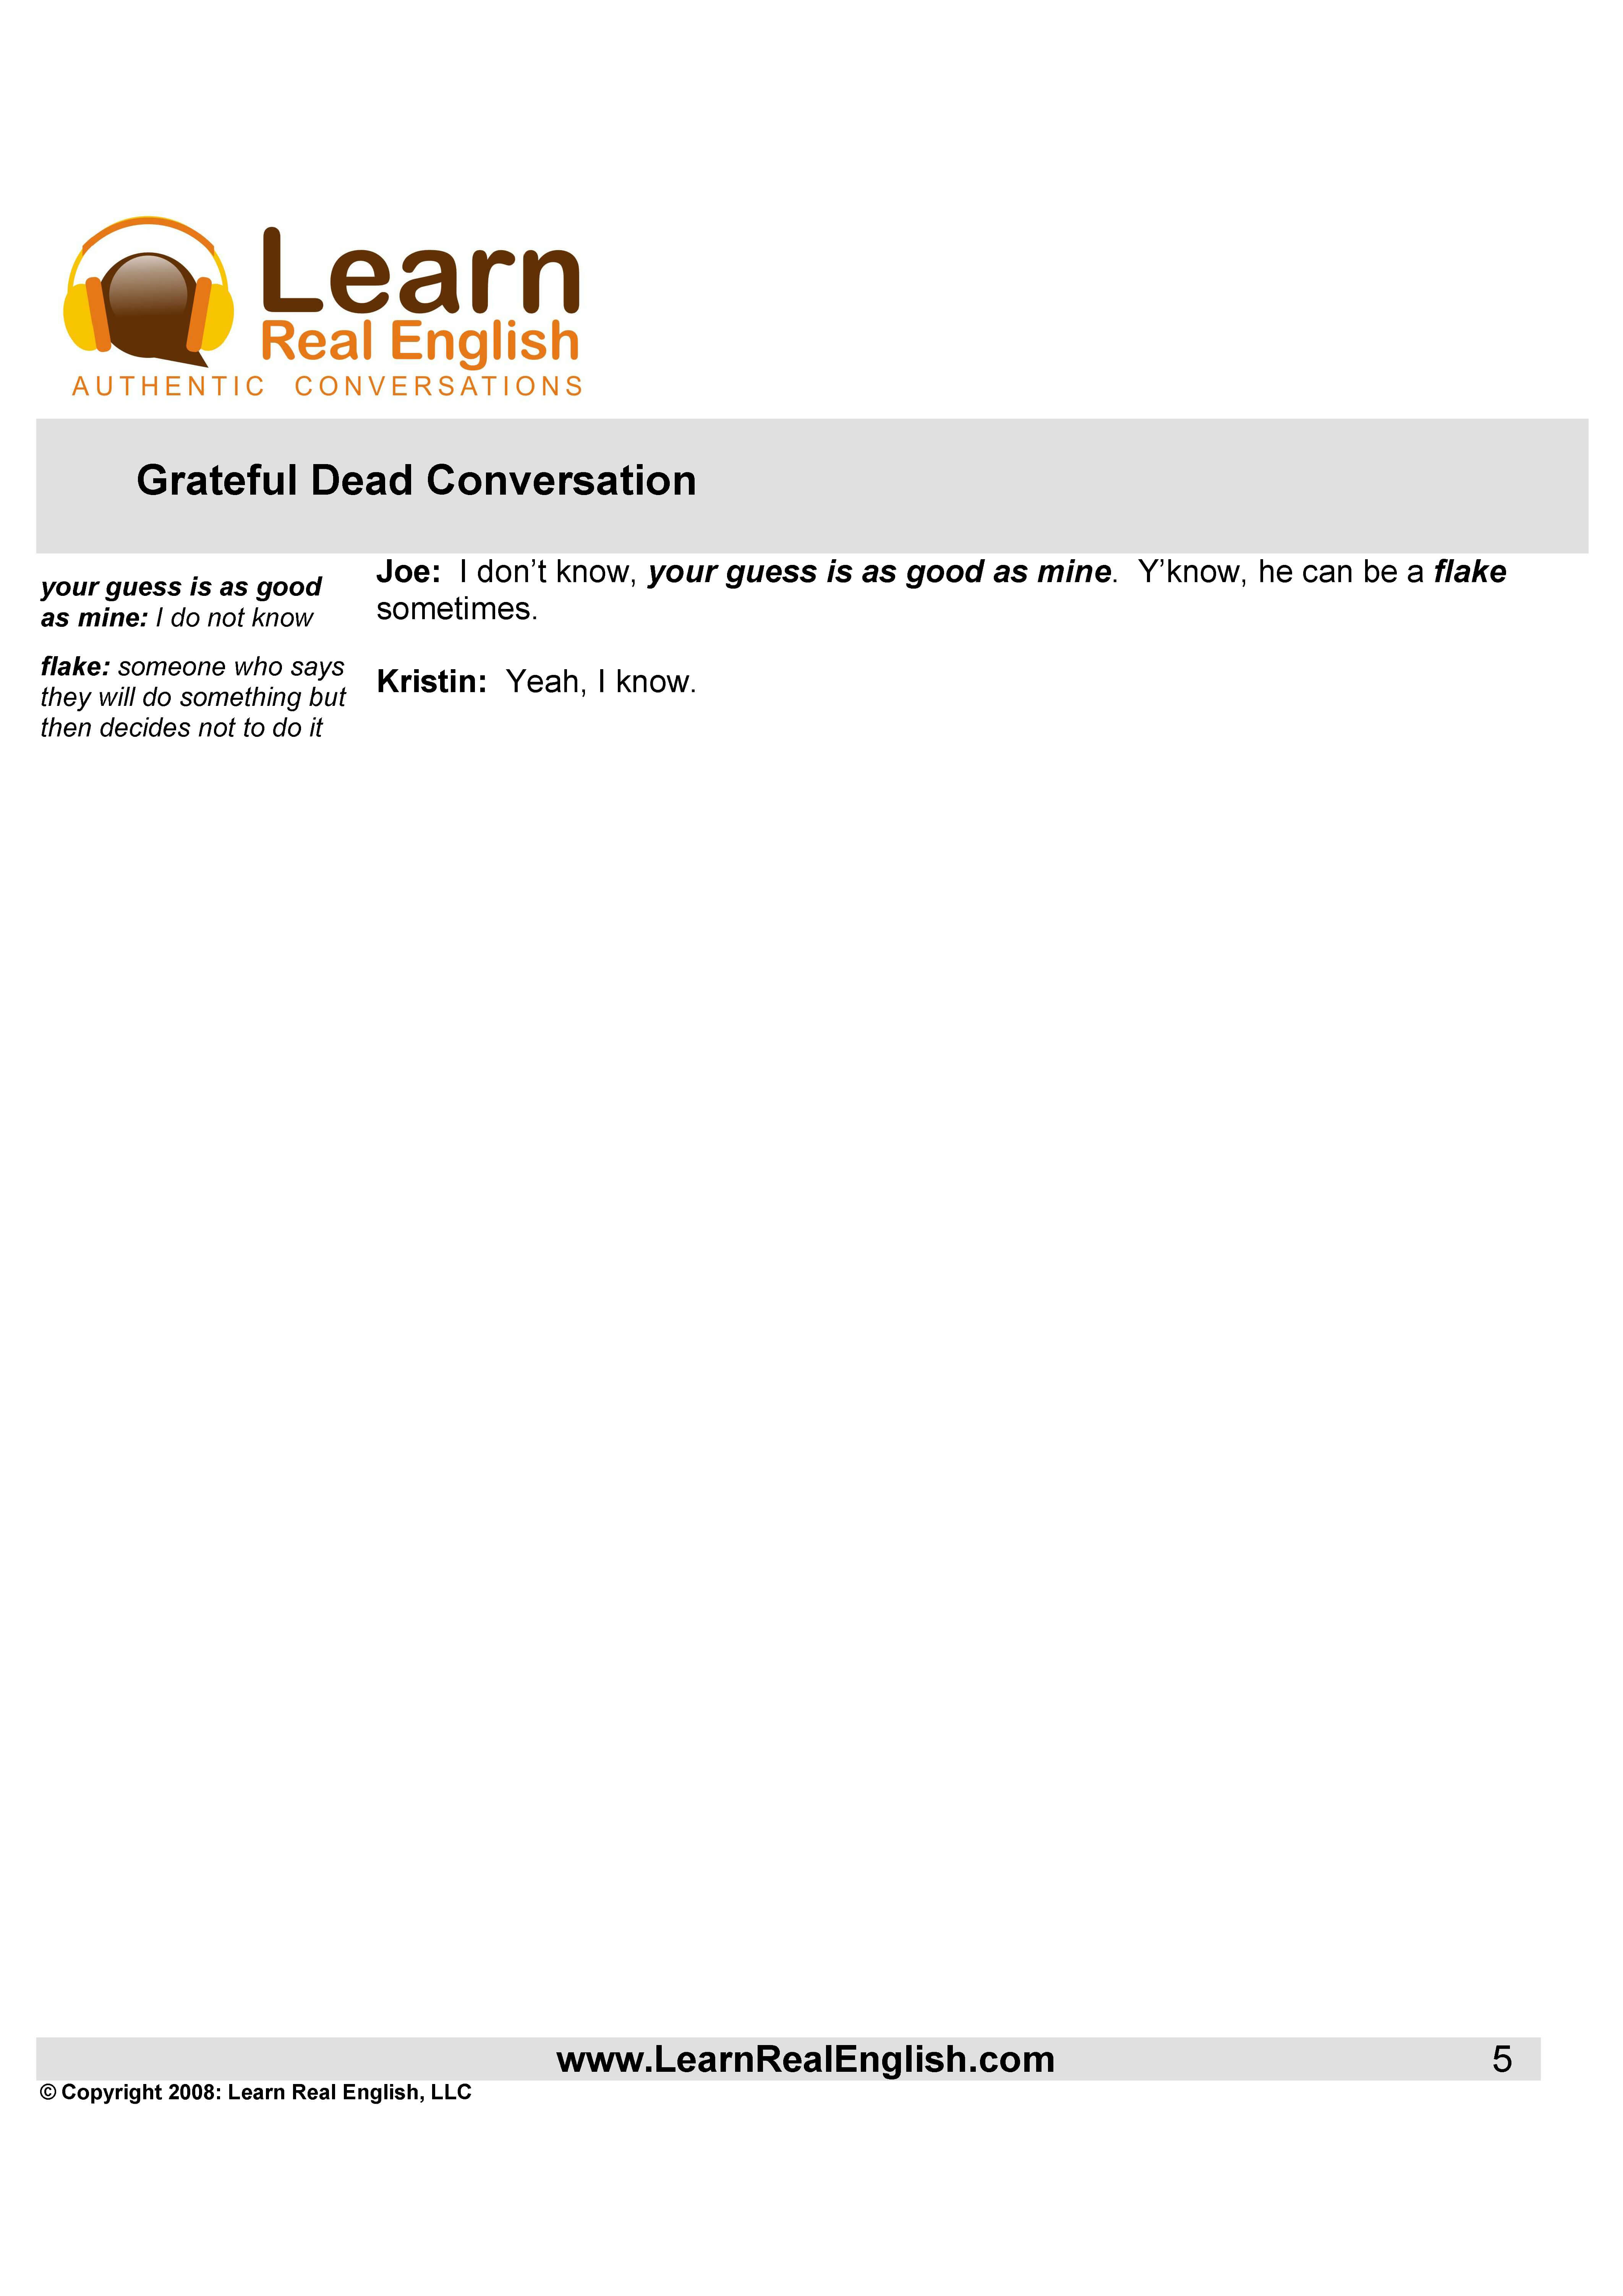 Learn
Real English
AUTHENTIC CONVERSATIONS
Grateful Dead Conversation
your guess is as good
as mine: I do not know
flake: someone who says
they will do something but
then decides not to do it
Joe:  I don’t know, your guess is as good as mine.  Y’know, he can be a flake
sometimes.
Kristin:  Yeah, I know.
www.LearnRealEnglish.com 5
© Copyright 2008: Learn Real English, LLC